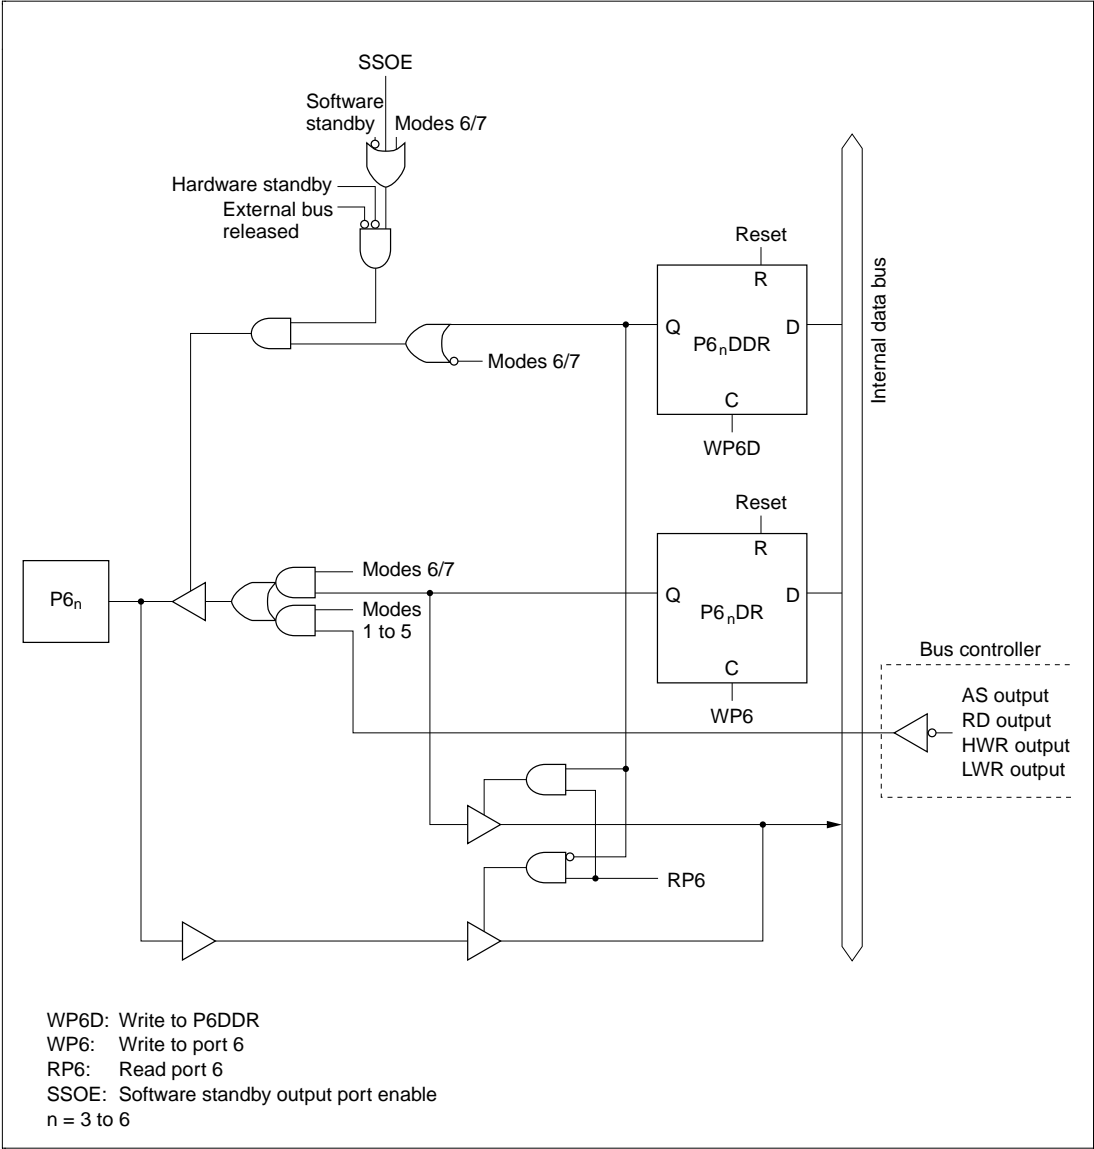 SSOE
Software
standby
Modes 6/7
Hardware standby
External bus
released
Reset
R
Q
D
P6nDDR
C
WP6D
Modes 6/7
Internal data bus
Reset
R
Q
D
P6nDR
C
WP6
P6n
Modes 6/7
Modes
1 to 5
Bus controller
AS output
RD output
HWR output
LWR output
RP6
WP6D: Write to P6DDR
WP6: Write to port 6
RP6: Read port 6
SSOE: Software standby output port enable
n = 3 to 6